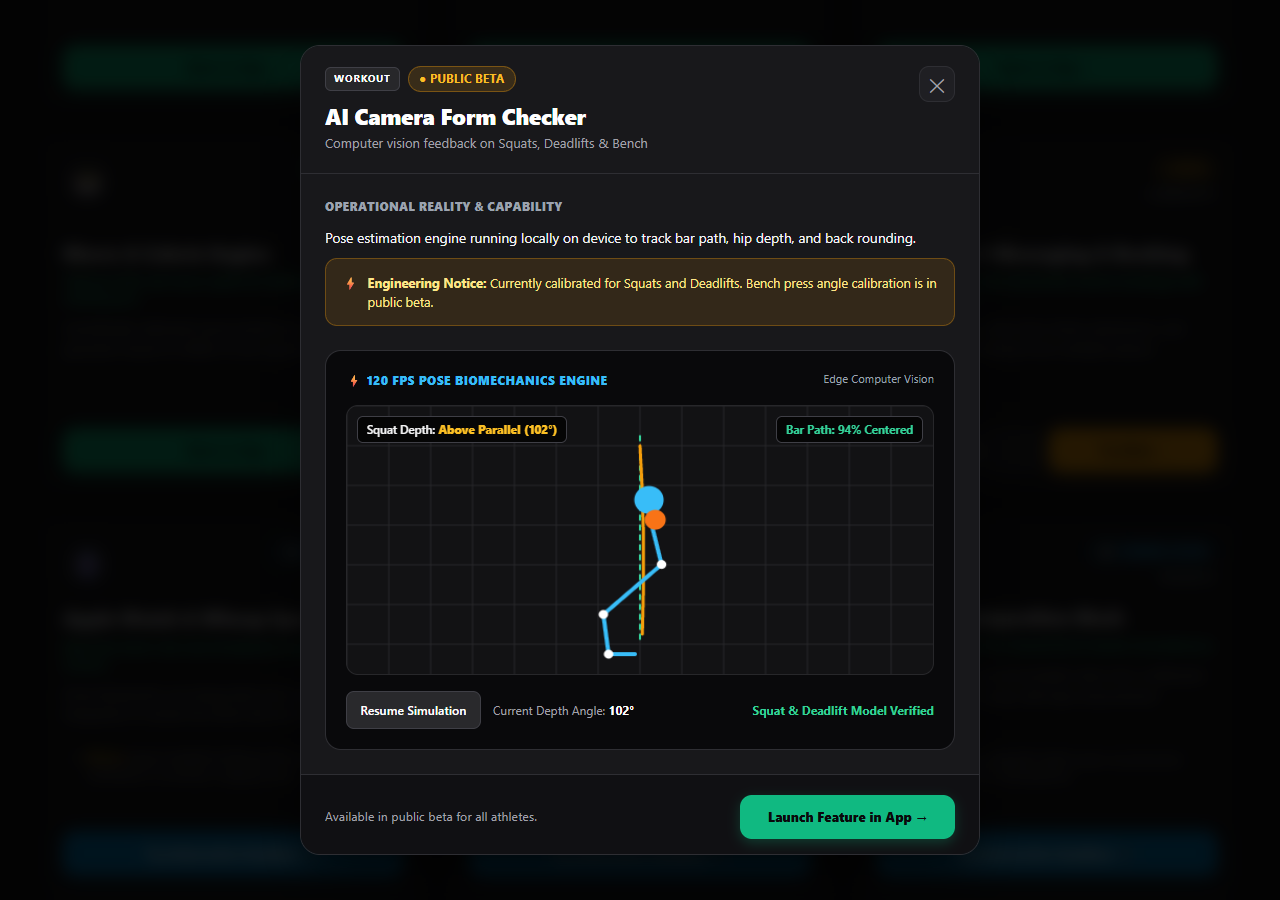 WORKOUT
● PUBLIC BETA
AI Camera Form Checker
Computer vision feedback on Squats, Deadlifts & Bench
OPERATIONAL REALITY & CAPABILITY
Pose estimation engine running locally on device to track bar path, hip depth, and back rounding.
Engineering Notice: Currently calibrated for Squats and Deadlifts. Bench press angle calibration is in
public beta.
120 FPS POSE BIOMECHANICS ENGINE
Edge Computer Vision
Squat Depth: Above Parallel (102°)
Bar Path: 94% Centered
Resume Simulation
Current Depth Angle: 102°
Squat & Deadlift Model Verified
Available in public beta for all athletes.
Launch Feature in App →